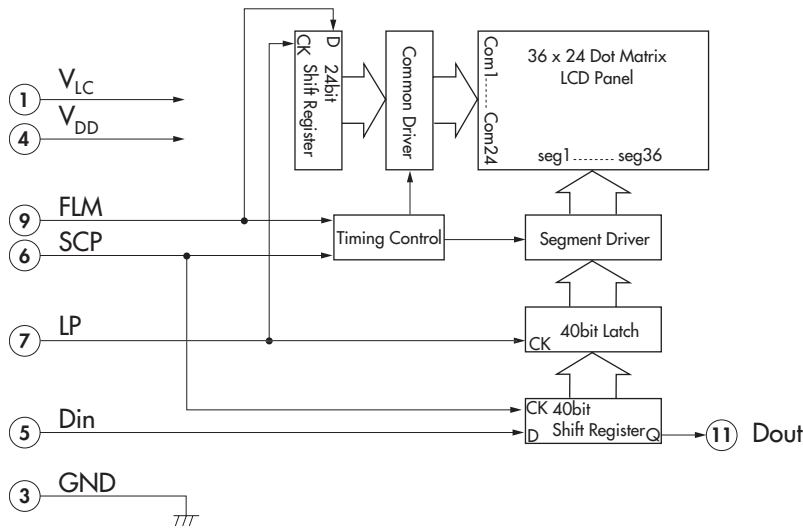 D
CK
24bit
Shift Register
Common Driver
Com1........Com24
36 x 24 Dot Matrix
LCD Panel
seg1......... seg36
1 VLC
4 VDD
9 FLM
6 SCP
Timing Control
Segment Driver
7 LP
CK 40bit Latch
CK 40bit
D Shift Register Q
5 Din
11 Dout
3 GND